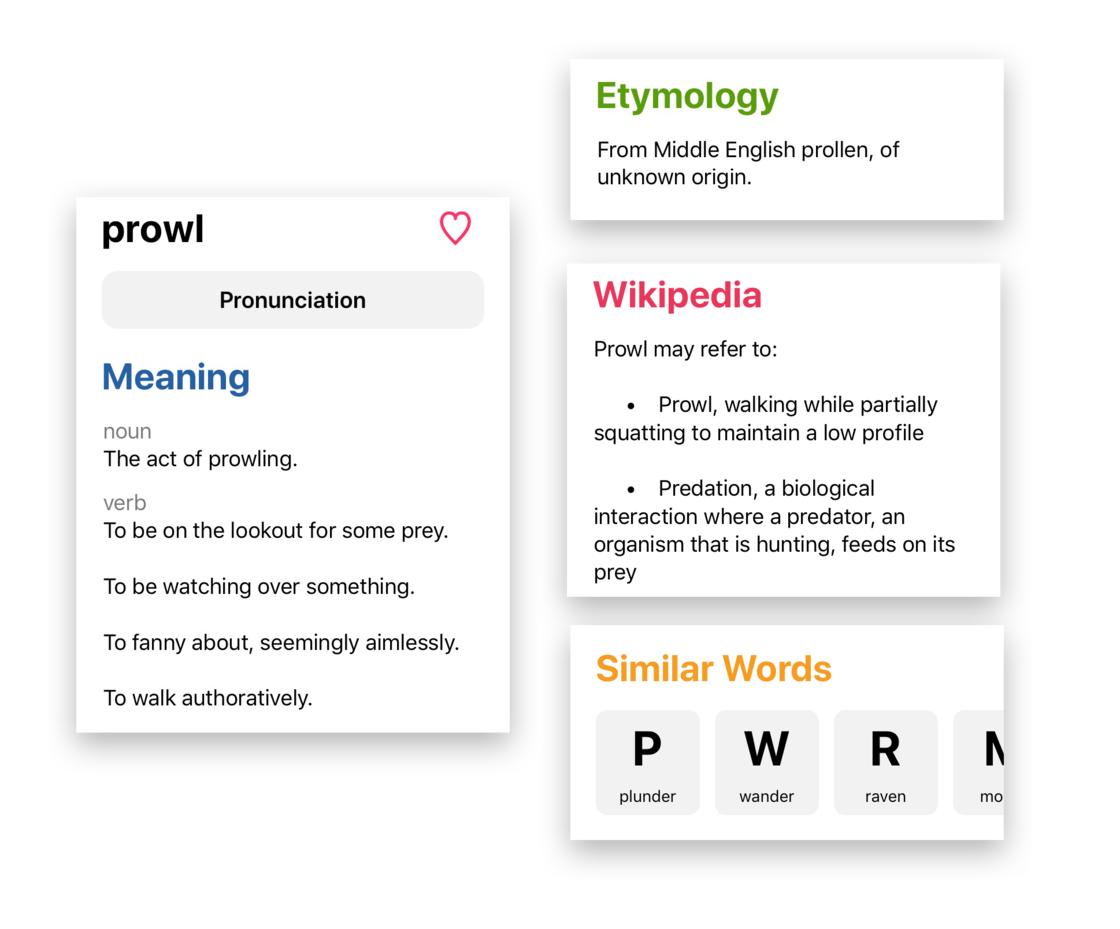 prowl
Pronunciation
Meaning
noun
The act of prowling.
verb
To be on the lookout for some prey.
To be watching over something.
To fanny about, seemingly aimlessly.
To walk authoratively.
Etymology
From Middle English prollen, of
unknown origin.
Wikipedia
Prowl may refer to:
• Prowl, walking while partially
squatting to maintain a low profile
• Predation, a biological
interaction where a predator, an
organism that is hunting, feeds on its
prey
Similar Words
P W R
plunder wander raven